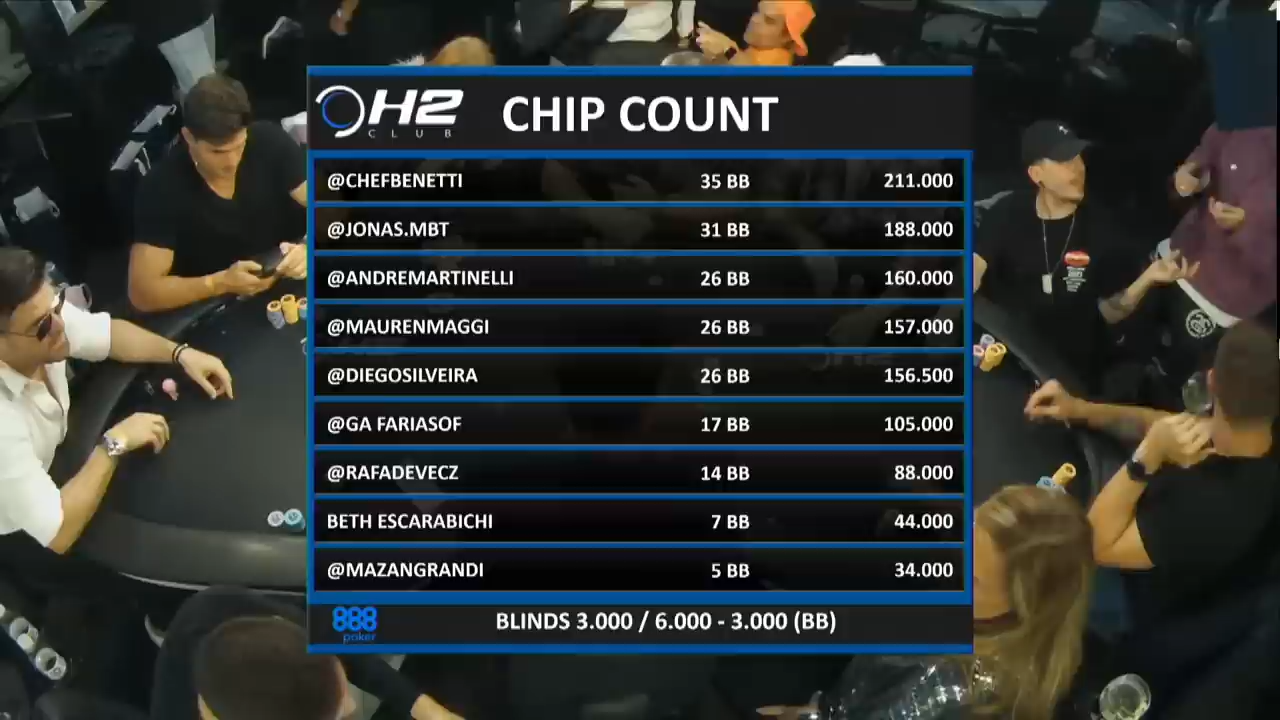 H2 CLUB CHIP COUNT
@CHEFBENETTI 35 BB 211.000
@JONAS.MBT 31 BB 188.000
@ANDREMARTINELLI 26 BB 160.000
@MAURENMAGGI 26 BB 157.000
@DIEGOSILVEIRA 26 BB 156.500
@GA FARIASOF 17 BB 105.000
@RAFADEVECZ 14 BB 88.000
BETH ESCARABICHI 7 BB 44.000
@MAZANGRANDI 5 BB 34.000
888 poker BLINDS 3.000 / 6.000 - 3.000 (BB)